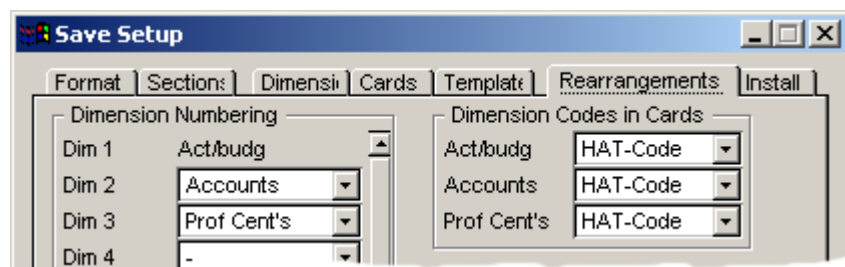 Save Setup
Format Section: Dimensi Cards Template Rearrangements Install
Dimension Numbering
Dim 1 Act/budg
Dim 2 Accounts
Dim 3 Prof Cent's
Dim 4 -
Dimension Codes in Cards
Act/budg HAT-Code
Accounts HAT-Code
Prof Cent's HAT-Code